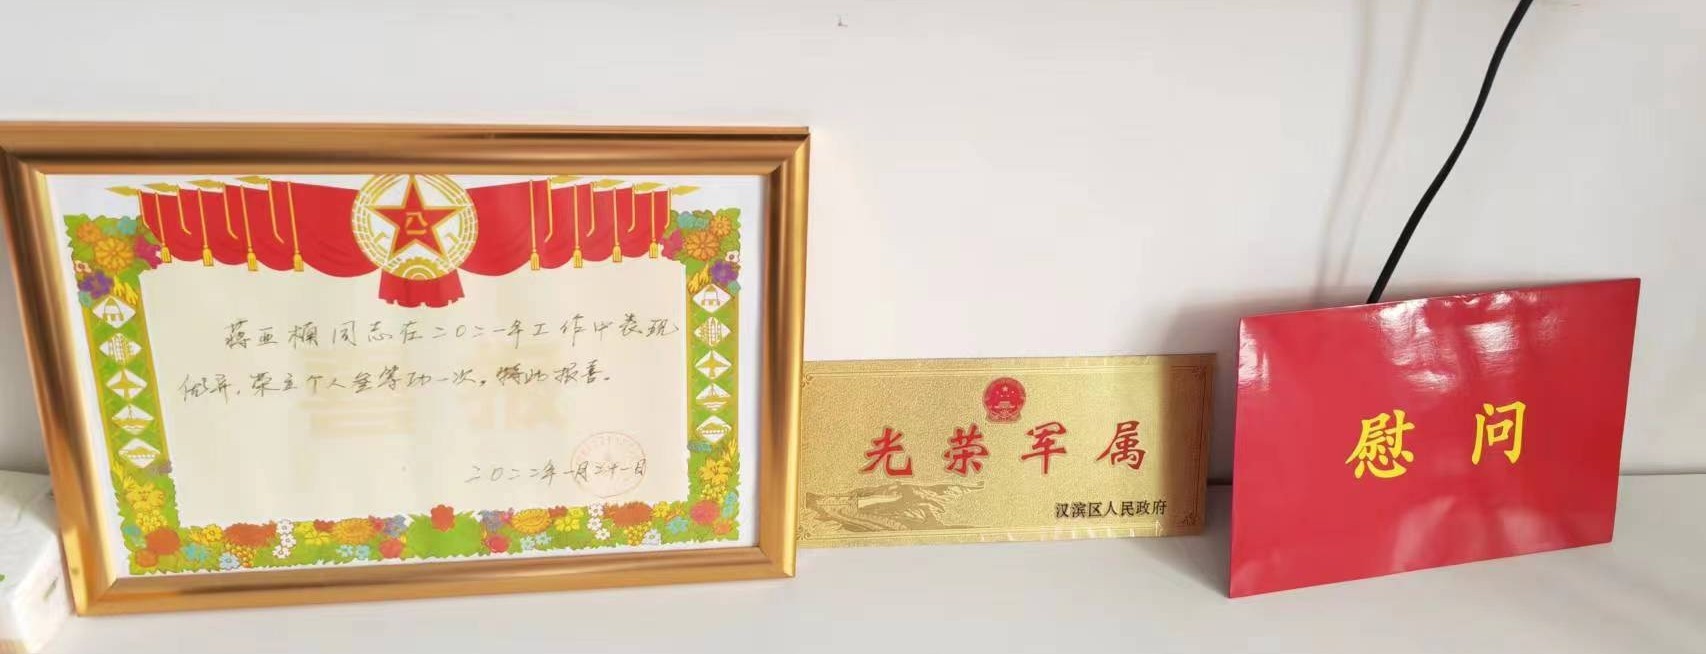 蒋亚楠同志在二〇二一年工作中表现
优异，荣立个人三等功一次，特此报喜。
二〇二二年一月二十一日
光荣军属
汉滨区人民政府
慰问